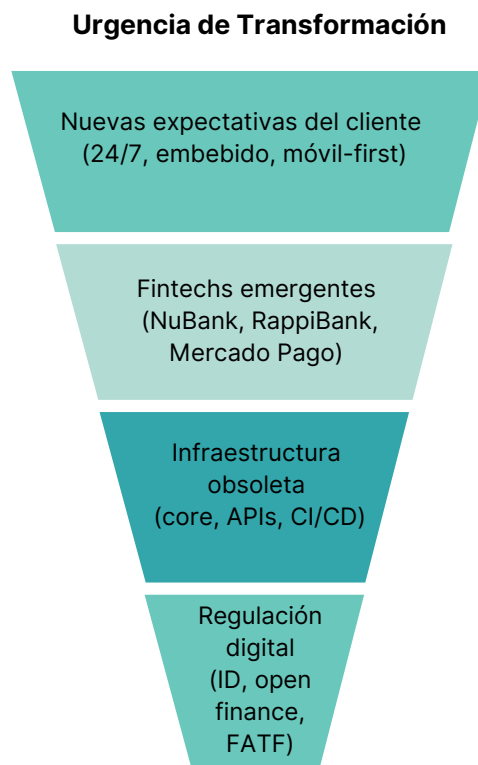 Urgencia de Transformación
Nuevas expectativas del cliente
(24/7, embebido, móvil-first)
Fintechs emergentes
(NuBank, RappiBank,
Mercado Pago)
Infraestructura
obsoleta
(core, APIs, CI/CD)
Regulación
digital
(ID, open
finance,
FATF)